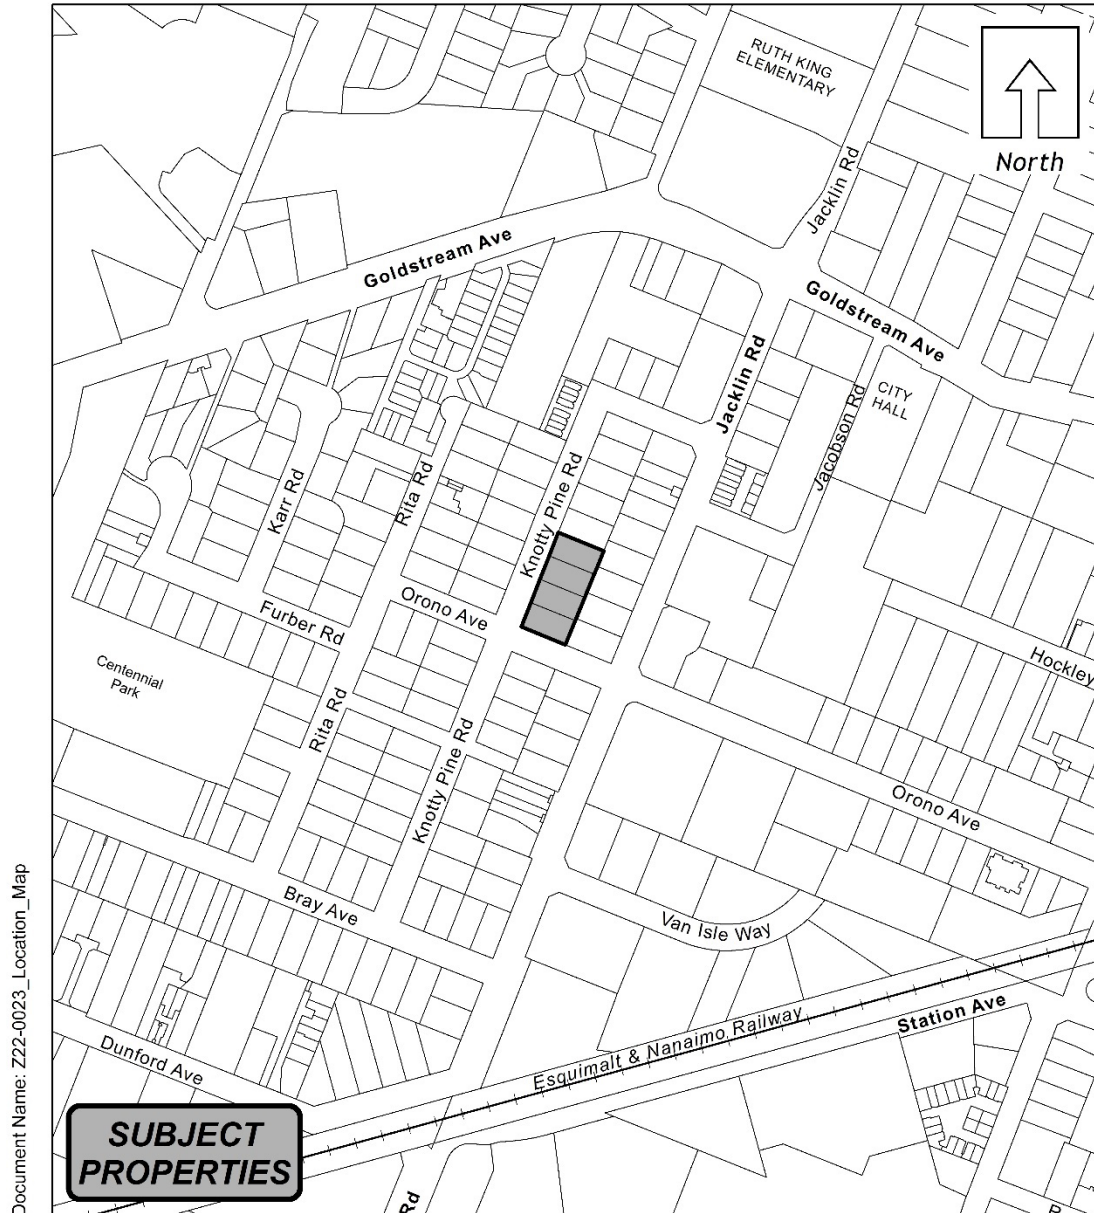 RUTH KING
ELEMENTARY
North
Jacklin Rd
Goldstream Ave
Goldstream Ave
Jacklin Rd
CITY
HALL
Jacobson Rd
Knotty Pine Rd
Rita Rd
Karr Rd
Orono Ave
Furber Rd
Hockley
Centennial
Park
Rita Rd
Knotty Pine Rd
Orono Ave
Bray Ave
Van Isle Way
Station Ave
Esquimalt & Nanaimo Railway
Dunford Ave
SUBJECT
PROPERTIES
Rd
Document Name: Z22-0023_Location_Map